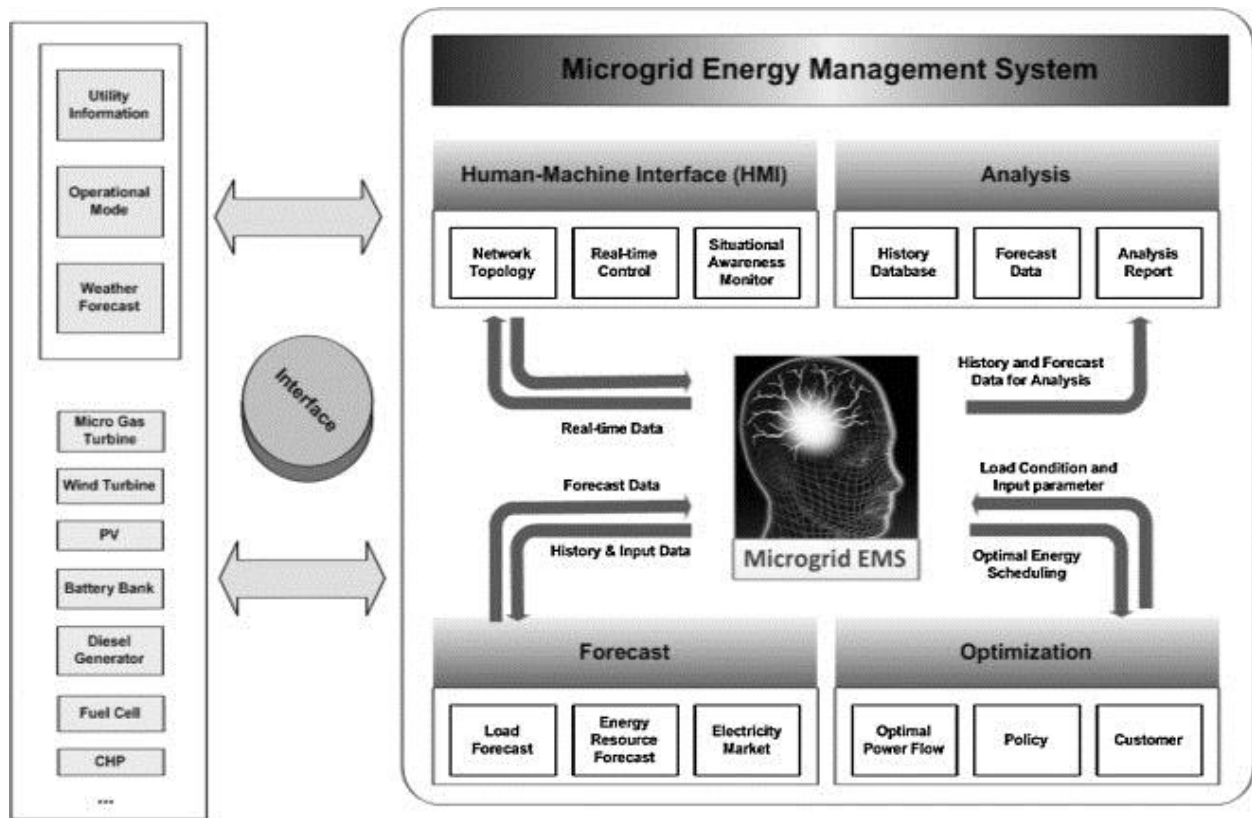 Utility
Information
Operational
Mode
Weather
Forecast
Micro Gas
Turbine
Wind Turbine
PV
Battery Bank
Diesel
Generator
Fuel Cell
CHP
...
Interface
Microgrid Energy Management System
Human-Machine Interface (HMI)
Network
Topology
Real-time
Control
Situational
Awareness
Monitor
Analysis
History
Database
Forecast
Data
Analysis
Report
Real-time Data
History and Forecast
Data for Analysis
Forecast Data
History & Input Data
Microgrid EMS
Load Condition and
Input parameter
Optimal Energy
Scheduling
Forecast
Load
Forecast
Energy
Resource
Forecast
Electricity
Market
Optimization
Optimal
Power Flow
Policy
Customer